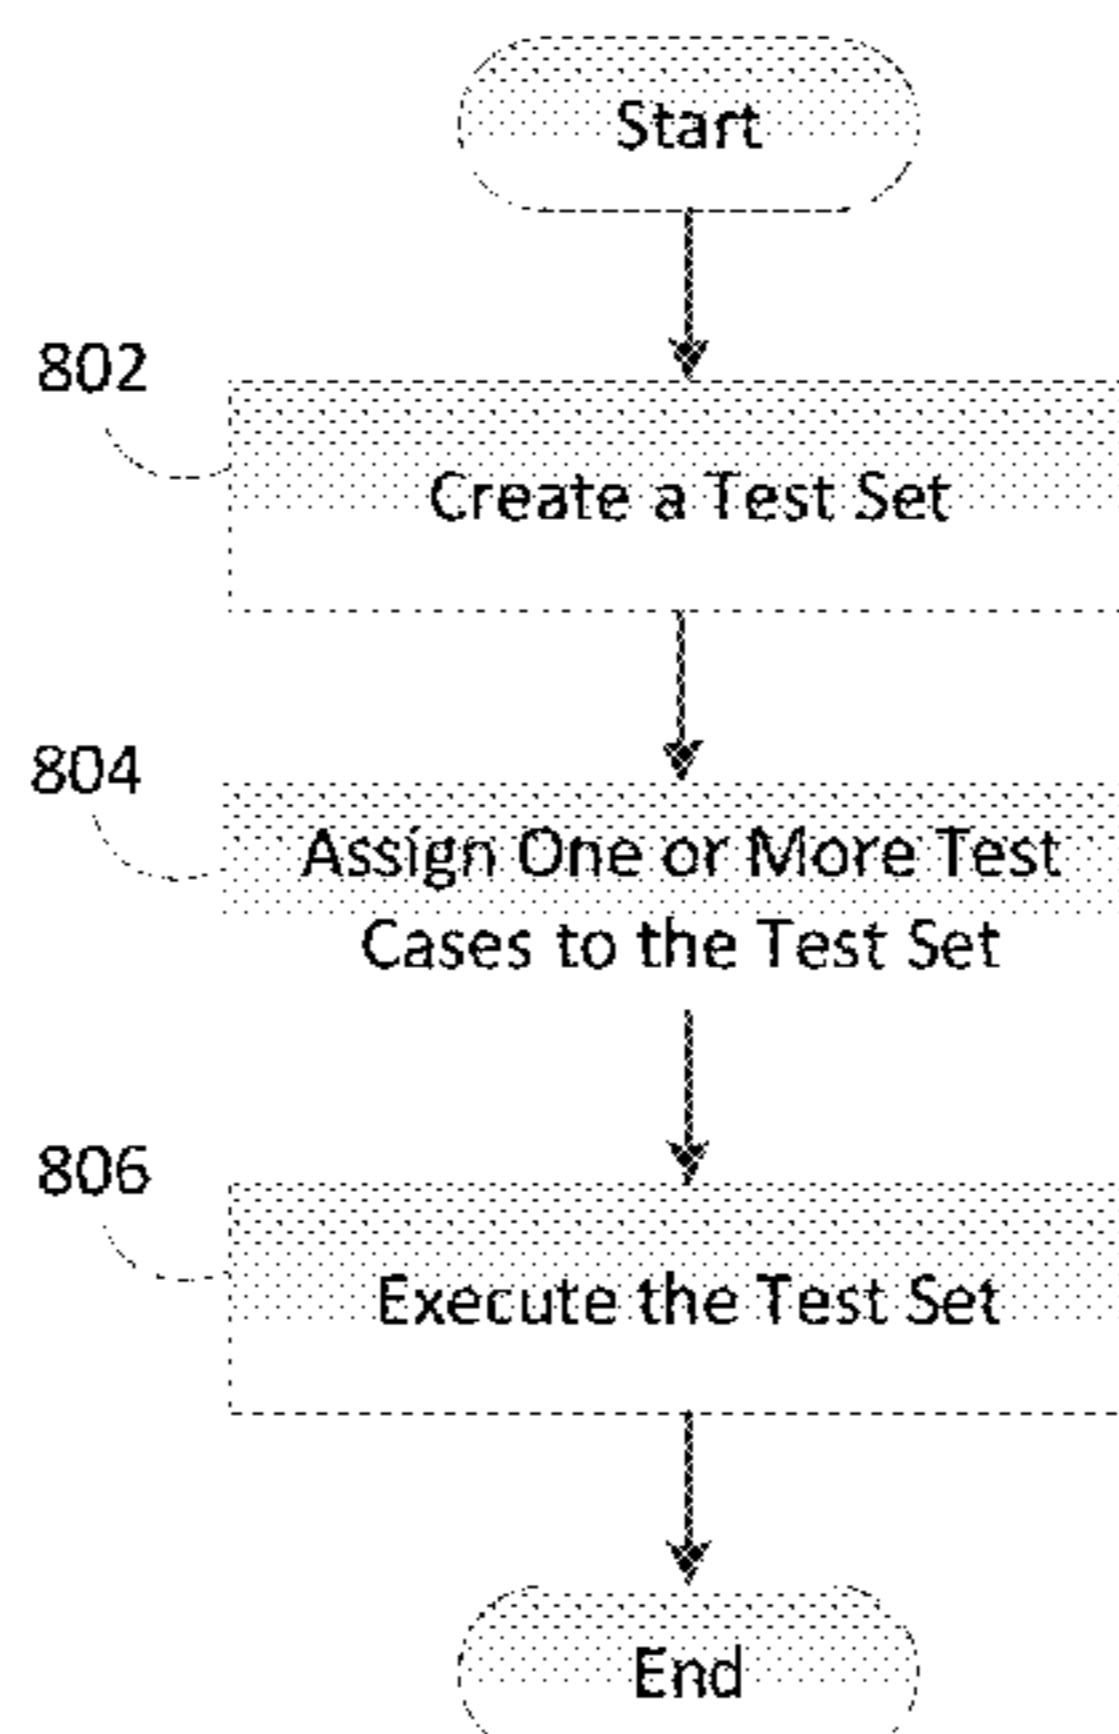 Start
802
Create a Test Set
804
Assign One or More Test
Cases to the Test Set
806
Execute the Test Set
End